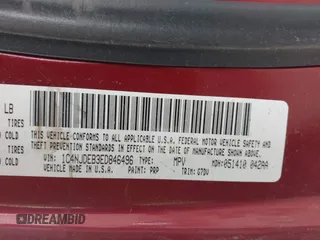 LB
TIRES
COLD
TIRES
COLD
THIS VEHICLE CONFORMS TO ALL APPLICABLE U.S.A. FEDERAL MOTOR VEHICLE SAFETY AND
THEFT PREVENTION STANDARDS IN EFFECT ON THE DATE OF MANUFACTURE SHOWN ABOVE.
VIN: 1C4NJDEB3ED846496 TYPE: MPV MDH: 051410 042AA
VEHICLE MADE IN U.S.A. PAINT: PRP TRIM: G7DV
DREAMBID